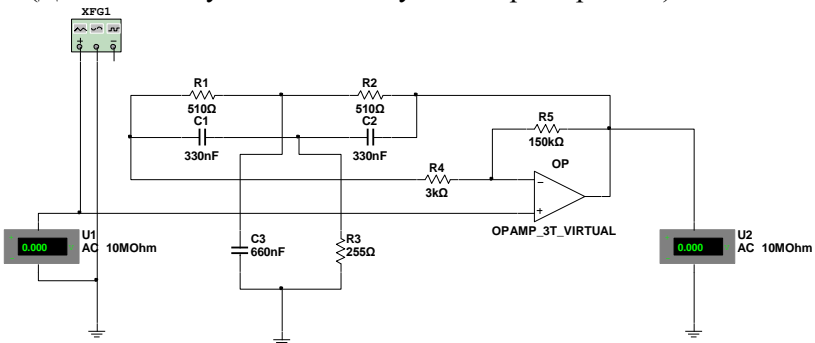 XFG1
R1
510Ω
C1
330nF
R2
510Ω
C2
330nF
R5
150kΩ
R4
3kΩ
OP
OPAMP_3T_VIRTUAL
U1
AC 10MOhm
0.000
C3
660nF
R3
255Ω
U2
AC 10MOhm
0.000